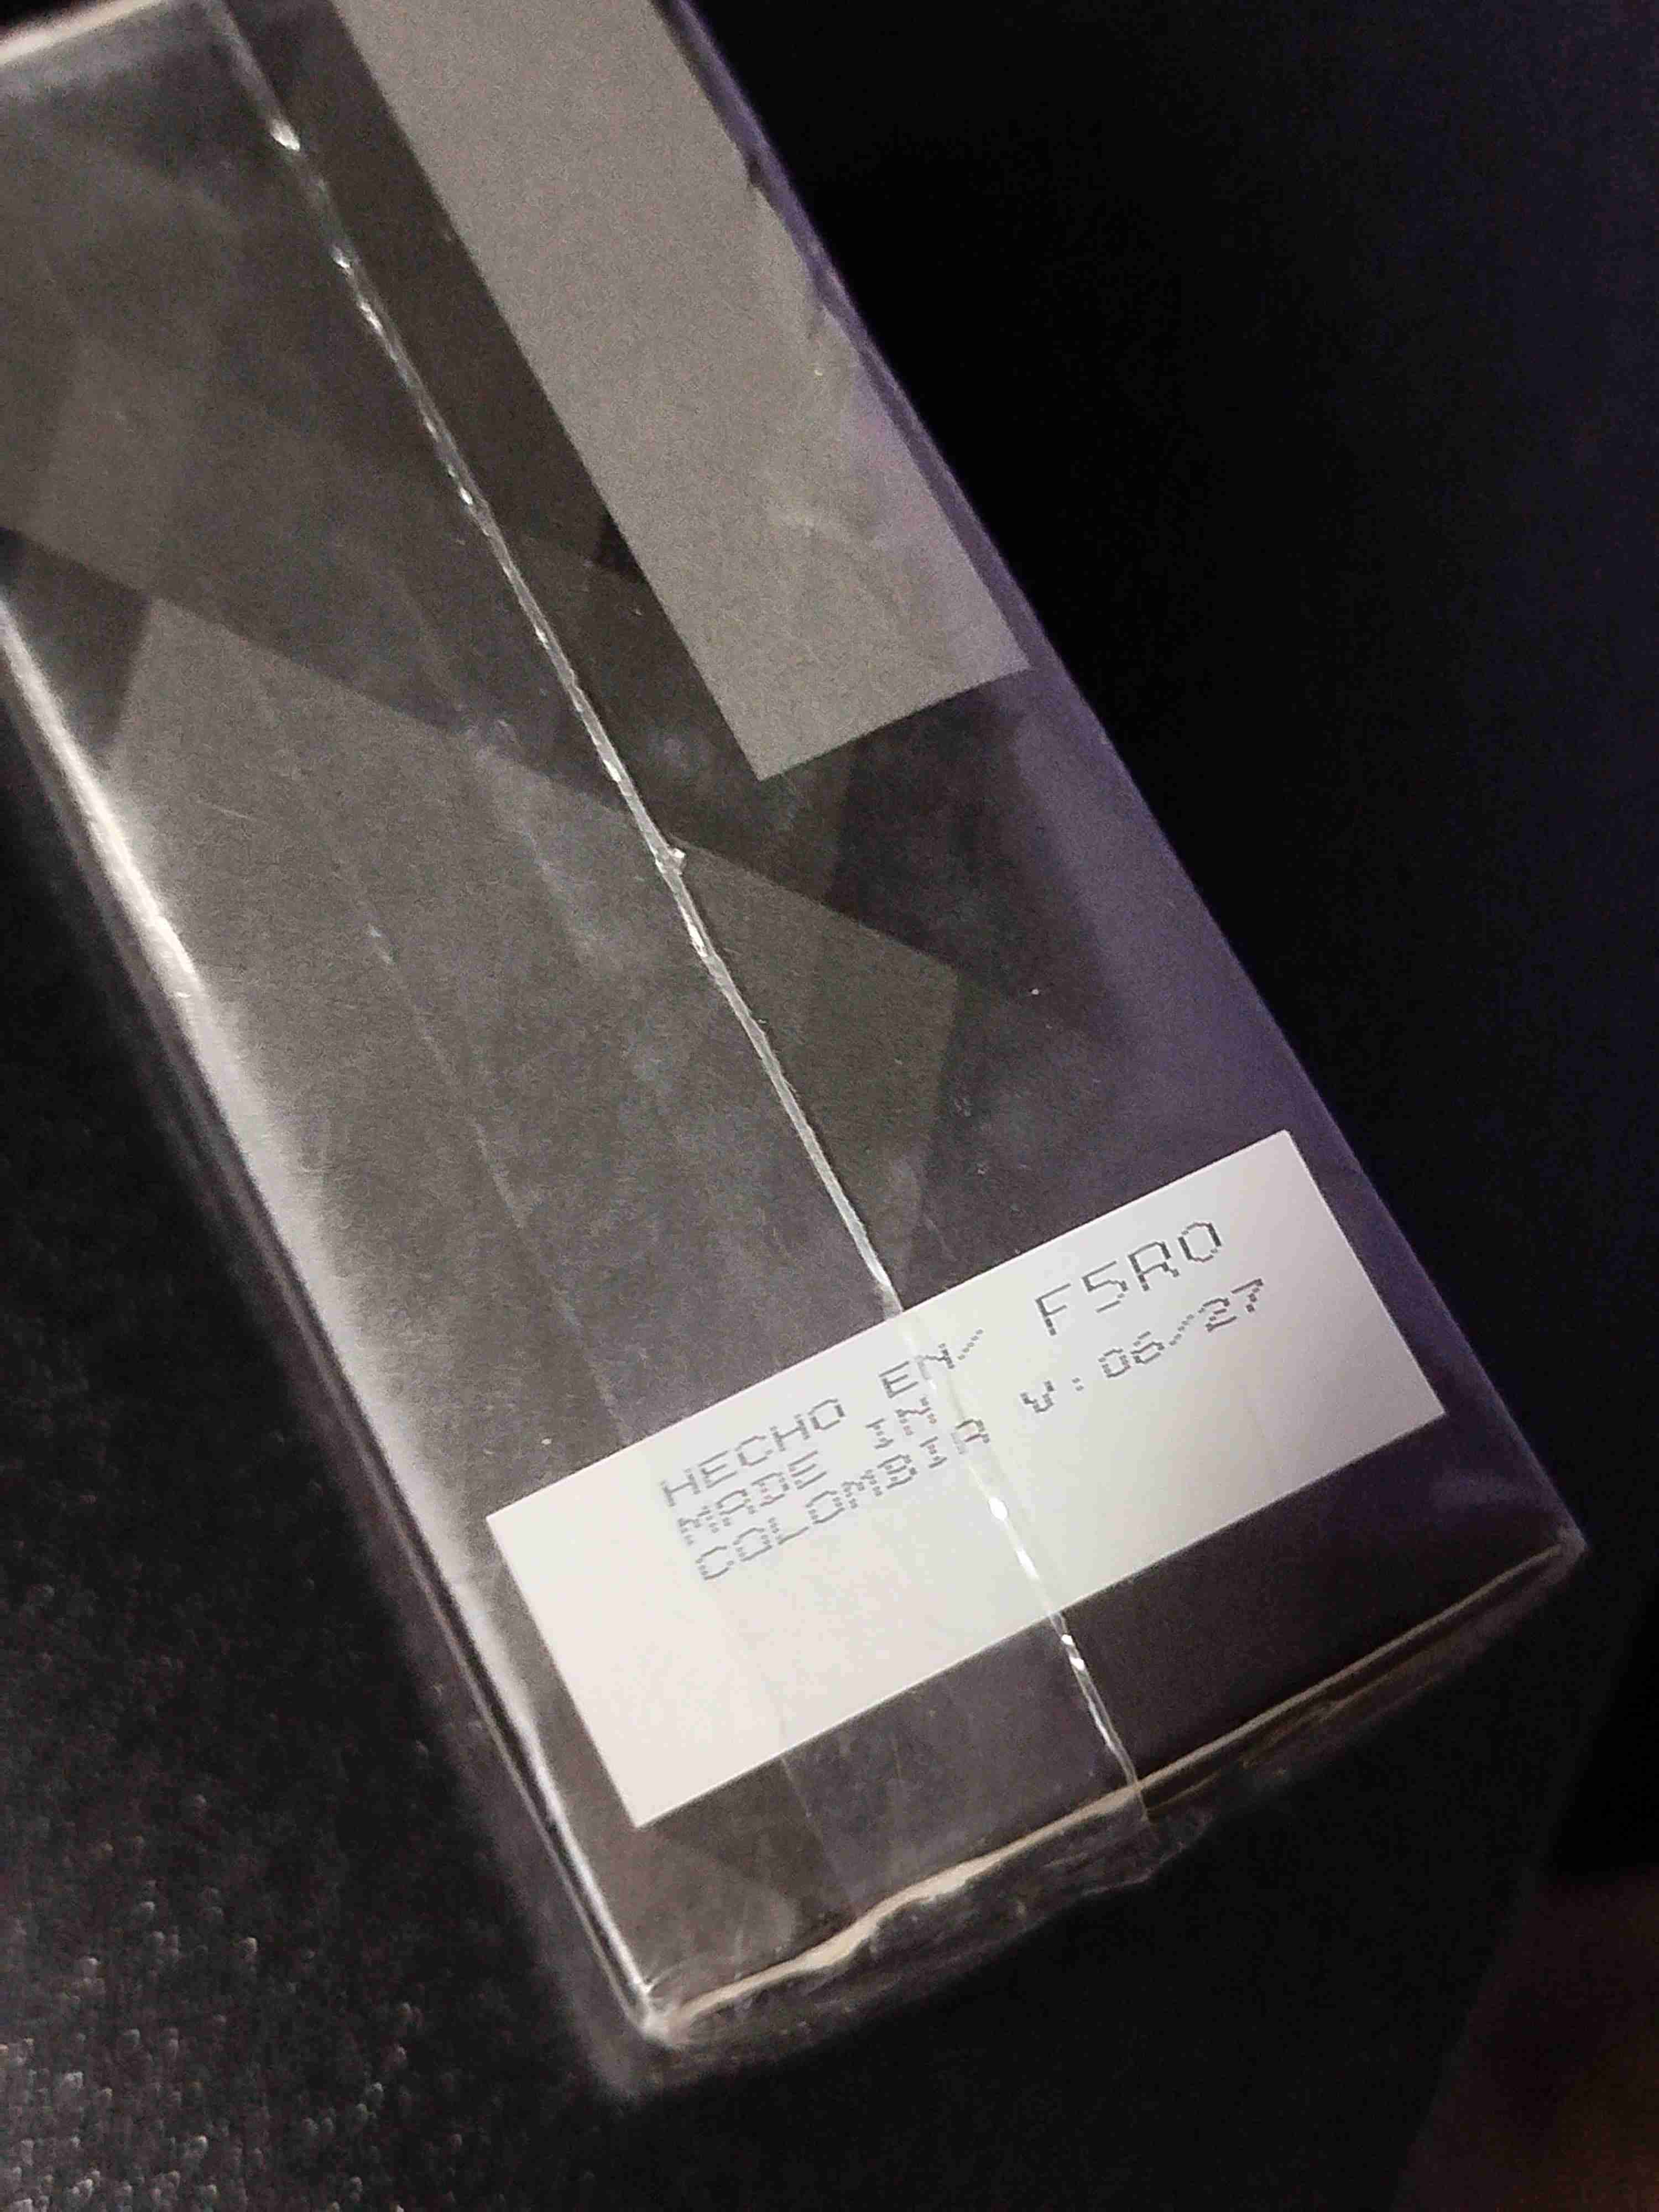 HECHO EN/ F5R0
MADE IN V:06/27
COLOMBIA